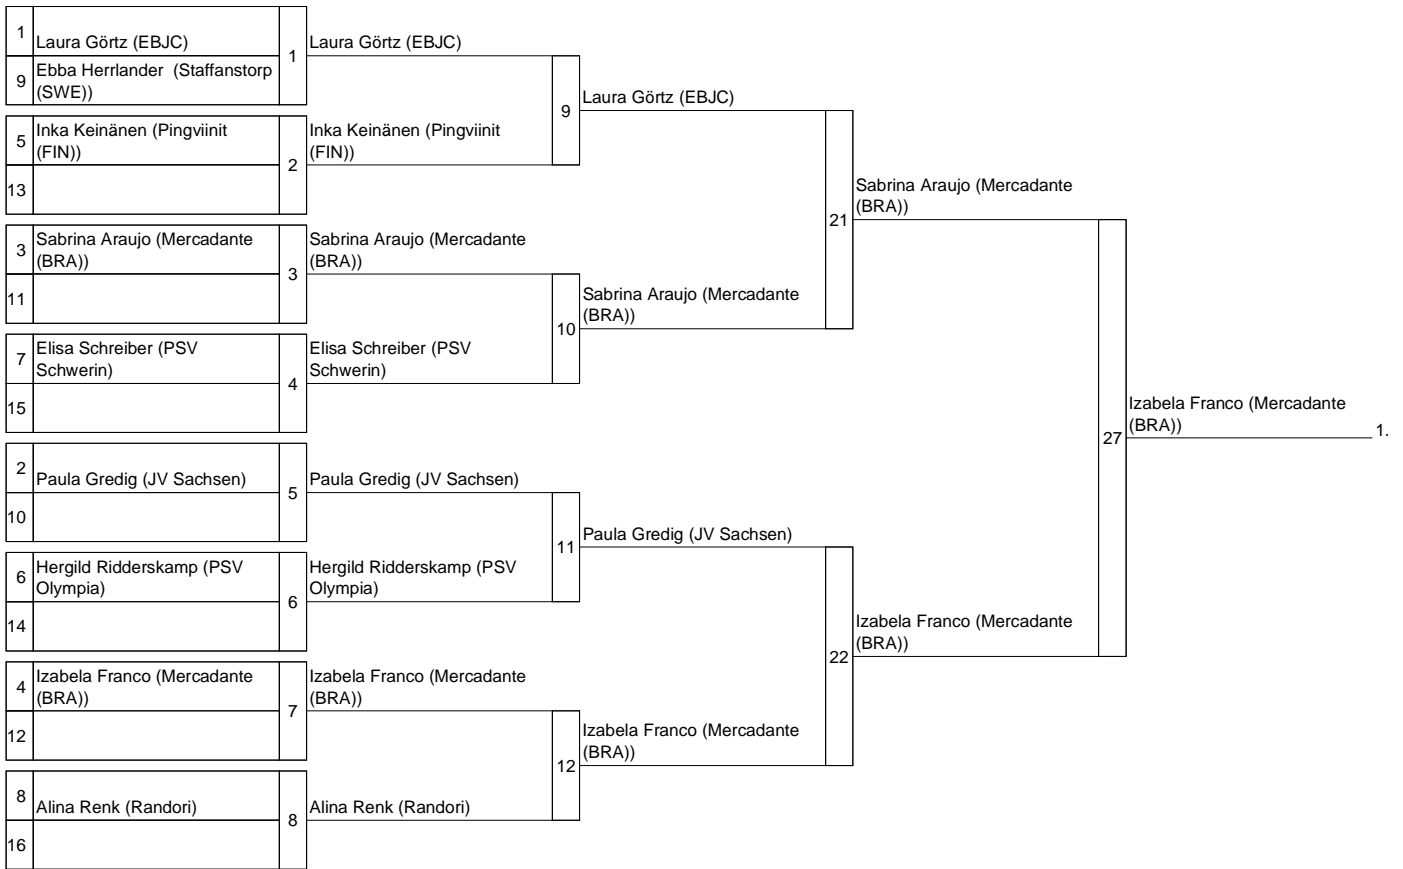 1
Laura Görtz (EBJC)
9
Ebba Herrlander  (Staffanstorp
(SWE))
1
5
Inka Keinänen (Pingviinit
(FIN))
13
2
3
Sabrina Araujo (Mercadante
(BRA))
11
3
7
Elisa Schreiber (PSV
Schwerin)
15
4
2
Paula Gredig (JV Sachsen)
10
5
6
Hergild Ridderskamp (PSV
Olympia)
14
6
4
Izabela Franco (Mercadante
(BRA))
12
7
8
Alina Renk (Randori)
16
8
Laura Görtz (EBJC)
Inka Keinänen (Pingviinit
(FIN))
9
Sabrina Araujo (Mercadante
(BRA))
Elisa Schreiber (PSV
Schwerin)
10
Paula Gredig (JV Sachsen)
Hergild Ridderskamp (PSV
Olympia)
11
Izabela Franco (Mercadante
(BRA))
Alina Renk (Randori)
12
Laura Görtz (EBJC)
Sabrina Araujo (Mercadante
(BRA))
21
Paula Gredig (JV Sachsen)
Izabela Franco (Mercadante
(BRA))
22
Sabrina Araujo (Mercadante
(BRA))
Izabela Franco (Mercadante
(BRA))
27
Izabela Franco (Mercadante
(BRA))
1.